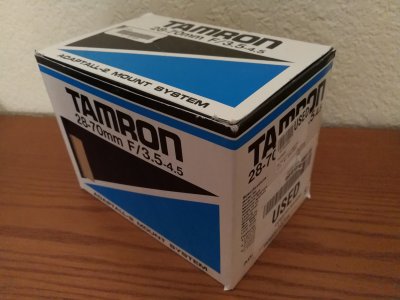 TAMRON
28-70mm F/3.5-4.5
ADAPTALL-2 MOUNT SYSTEM
TAMRON
28-70mm F/3.5-4.5
ADAPTALL-2 MOUNT SYSTEM
TAMRON
28-70
USED
USED